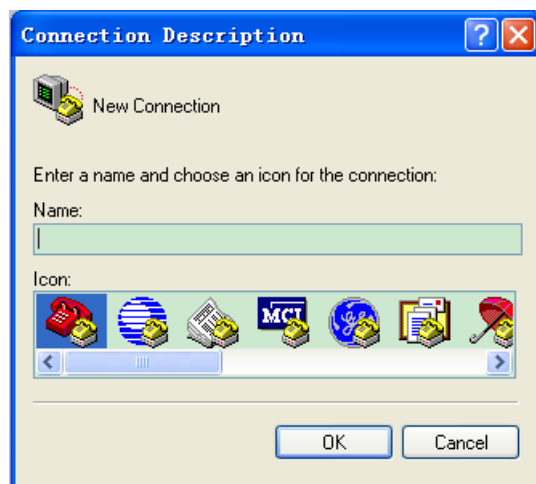 Connection Description
New Connection
Enter a name and choose an icon for the connection:
Name:
Icon:
MCI
OK
Cancel